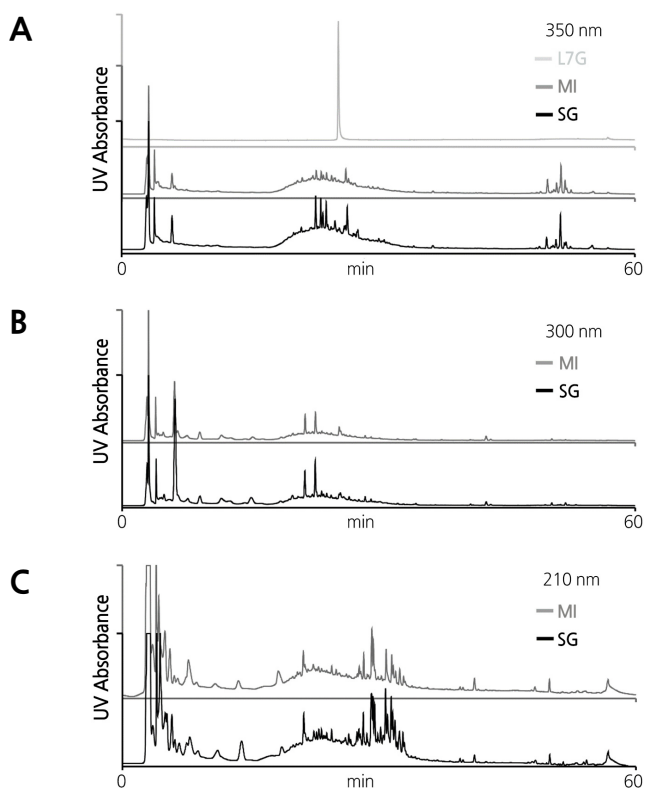 A
350 nm
L7G
MI
SG
UV Absorbance
0 min 60
B
300 nm
MI
SG
UV Absorbance
0 min 60
C
210 nm
MI
SG
UV Absorbance
0 min 60